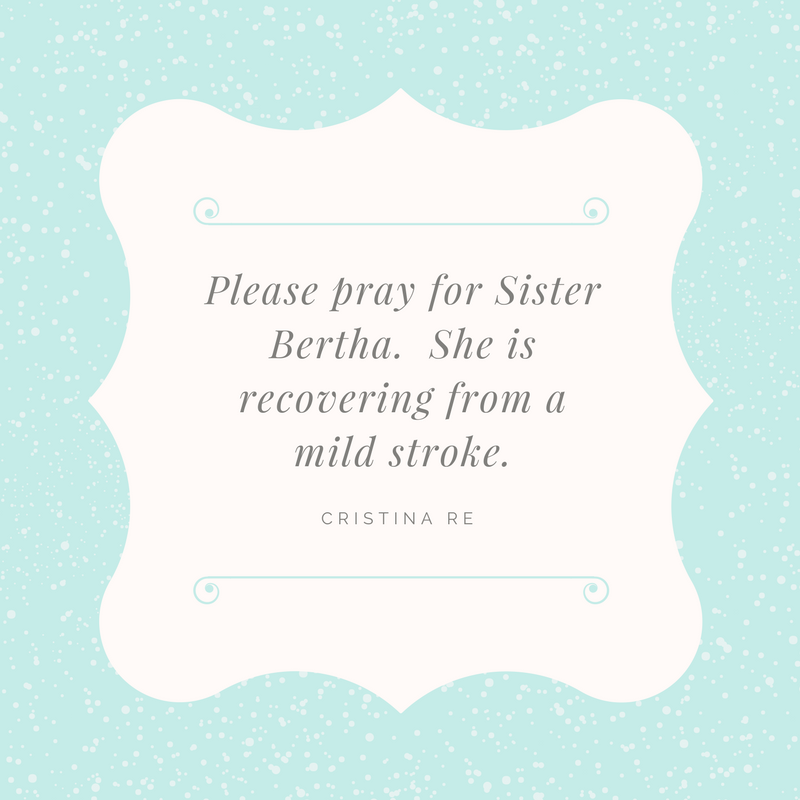 Please pray for Sister
Bertha.  She is
recovering from a
mild stroke.
CRISTINA RE